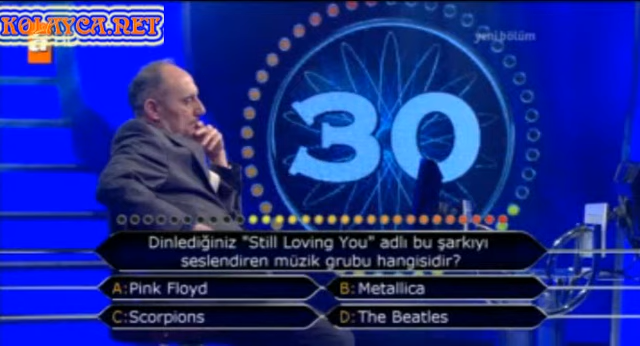 KOLAYCA.NET
yeni bölüm
30
Dinlediğiniz "Still Loving You" adlı bu şarkıyı
seslendiren müzik grubu hangisidir?
A:Pink Floyd
B:Metallica
C:Scorpions
D:The Beatles